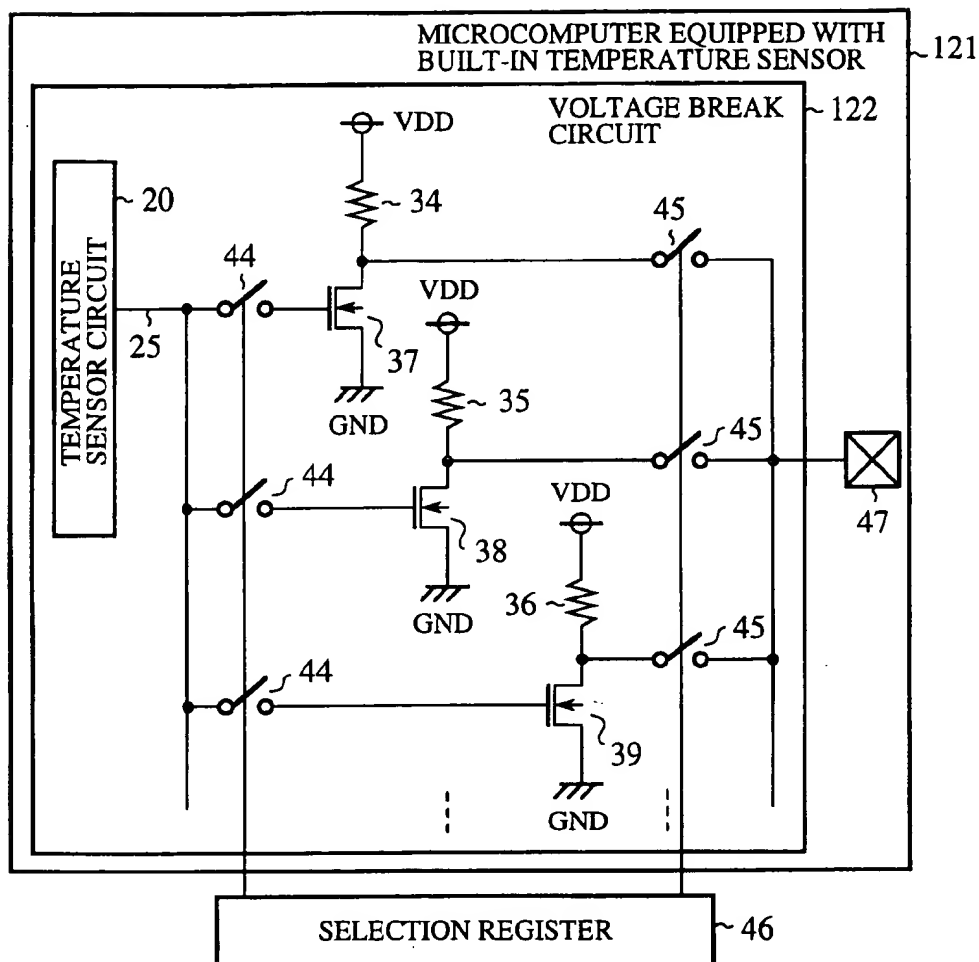 MICROCOMPUTER EQUIPPED WITH
BUILT-IN TEMPERATURE SENSOR
121
VOLTAGE BREAK
CIRCUIT
122
VDD
20
34
45
44
VDD
TEMPERATURE
SENSOR CIRCUIT
25
37
35
GND
45
44
VDD
47
38
36
45
GND
44
39
GND
SELECTION REGISTER
46